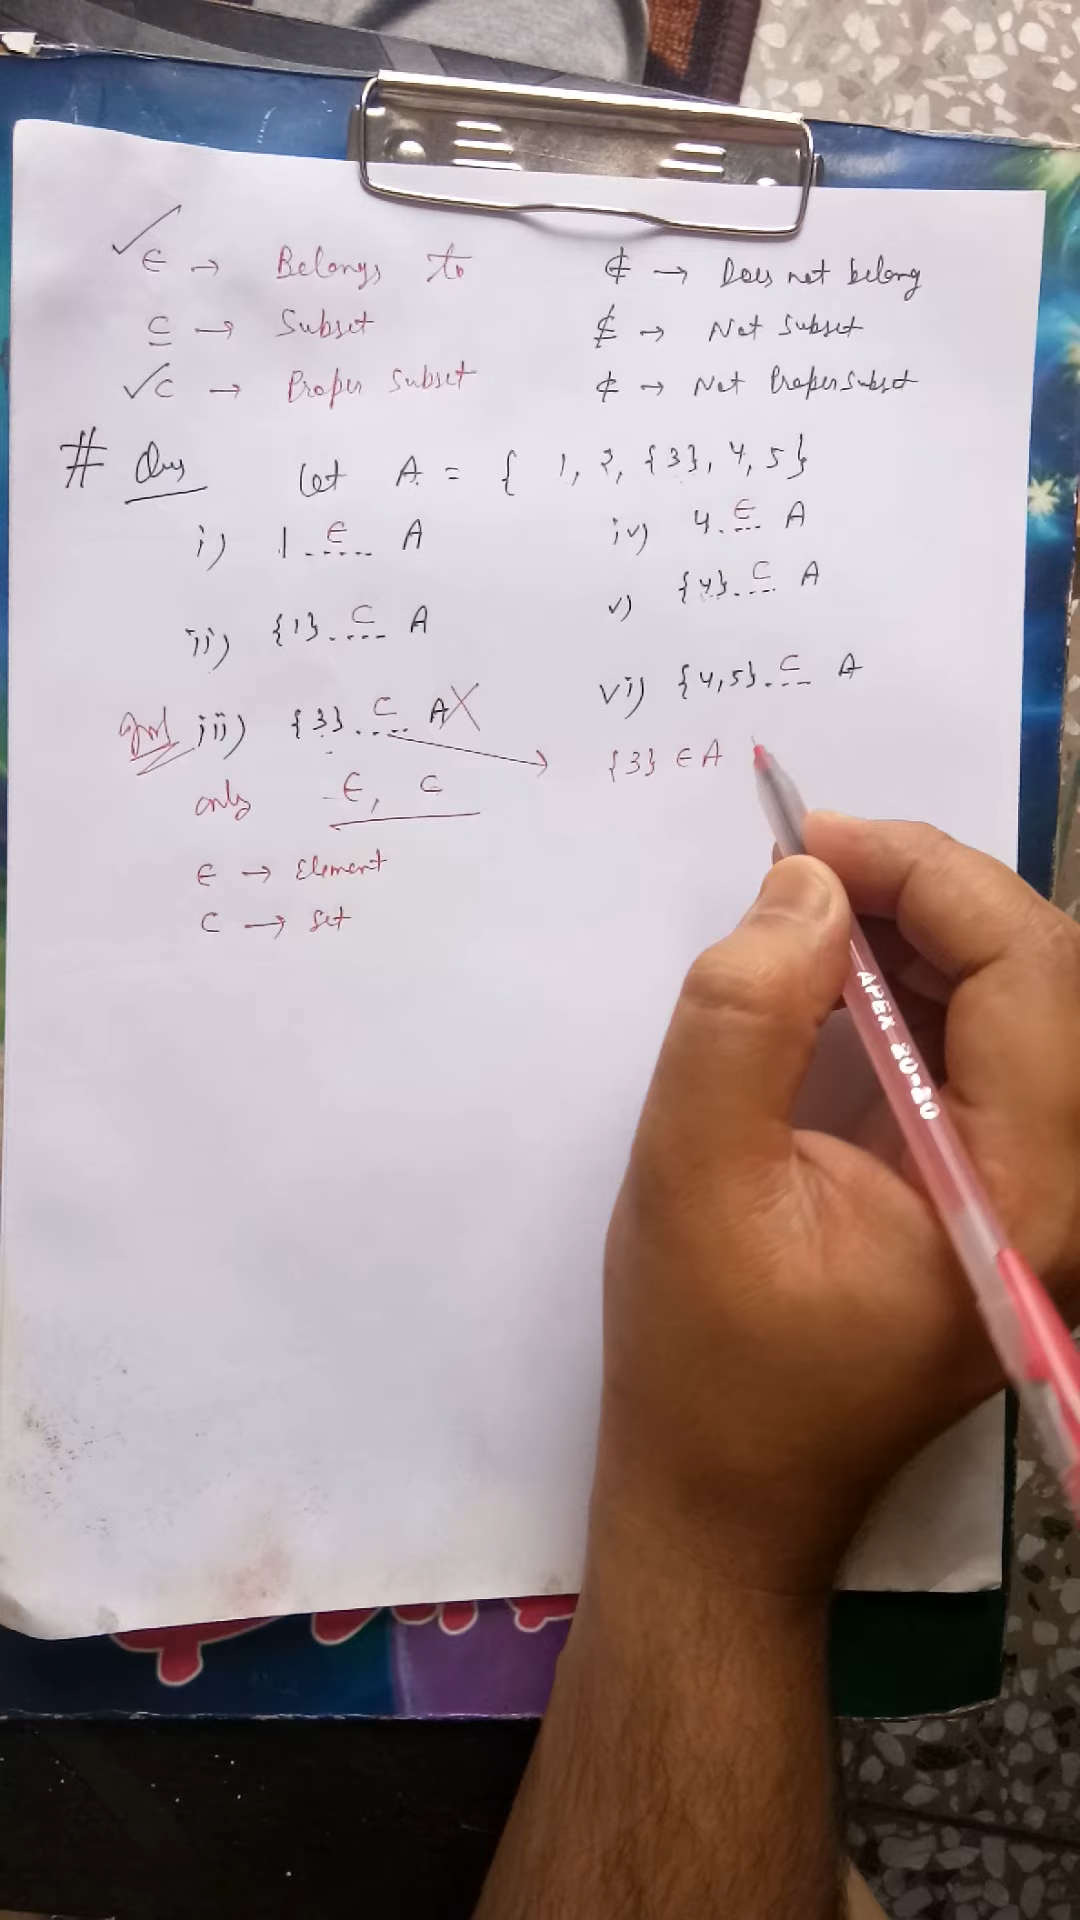 ✓∈ → Belongs to ∉ → Does not belong
⊆ → Subset ⊈ → Not Subset
✓⊂ → Proper Subset ⊄ → Not Proper Subset
# Ques let A = { 1, 2, {3}, 4, 5}
i) 1 .∈... A iv) 4 .∈.. A
ii) {1} .⊂.. A v) {4} .⊂.. A
iii) {3} .⊂.. A X vi) {4,5} .⊂.. A
→ {3} ∈ A
only ∈, ⊂
∈ → Element
⊂ → Set
APEX 20-20